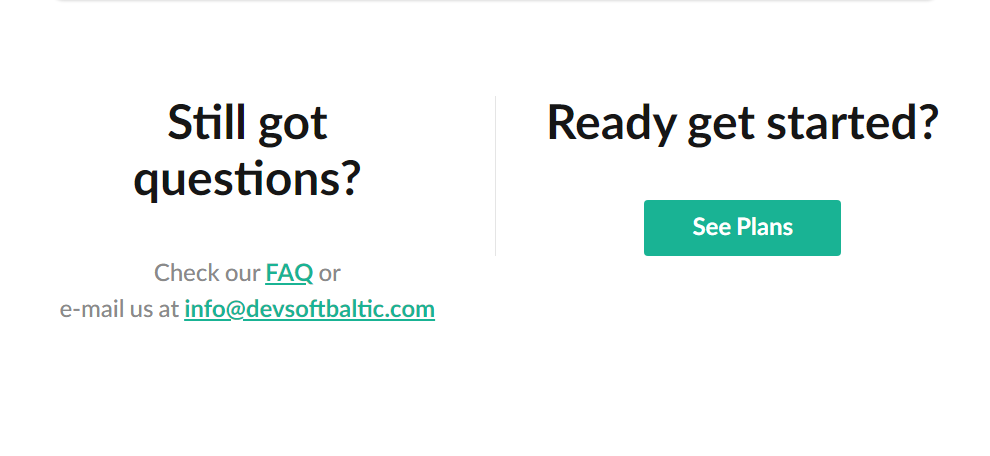 Still got
questions?
Check our FAQ or
e-mail us at info@devsoftbaltic.com
Ready get started?
See Plans